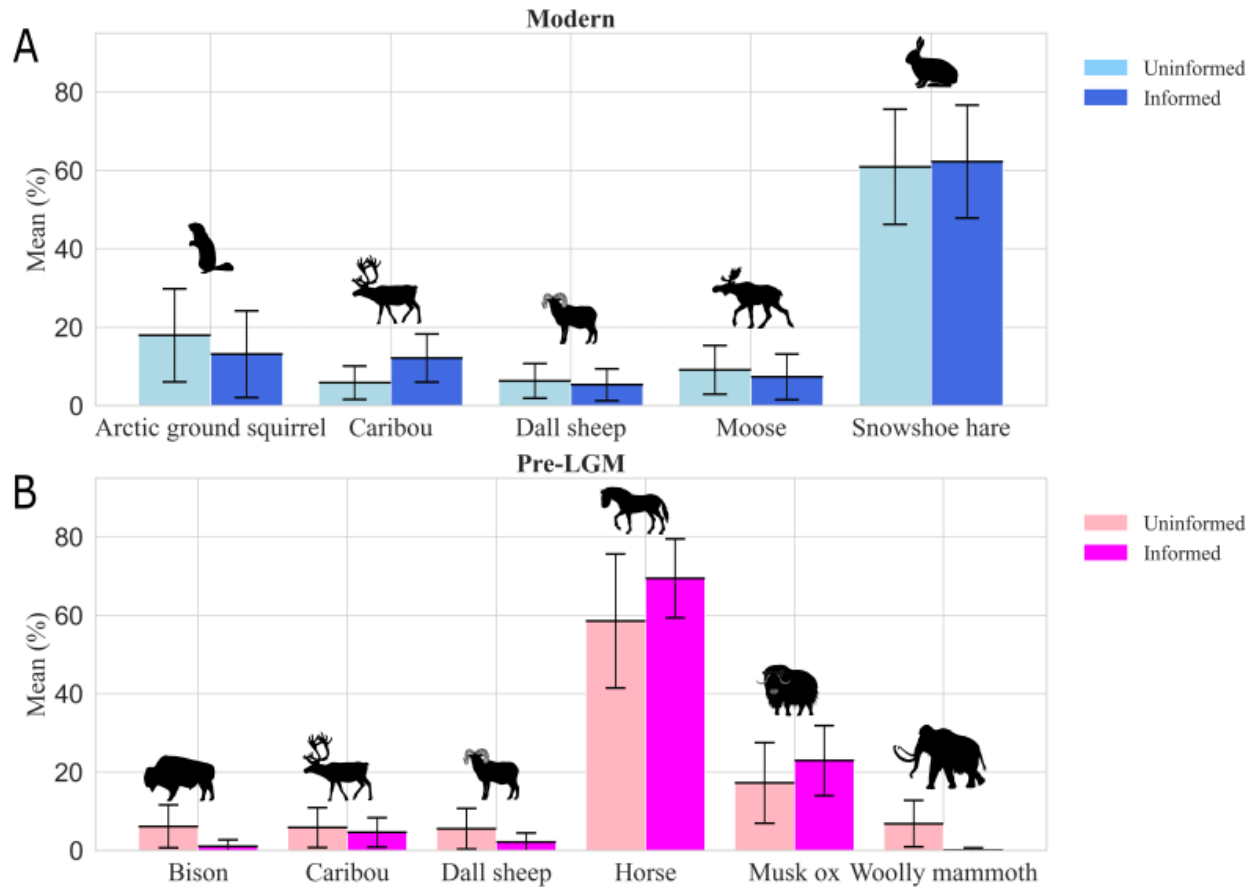 A
Modern
Uninformed
Informed
Mean (%)
80
60
40
20
0
Arctic ground squirrel Caribou Dall sheep Moose Snowshoe hare
B
Pre-LGM
Uninformed
Informed
Mean (%)
80
60
40
20
0
Bison Caribou Dall sheep Horse Musk ox Woolly mammoth